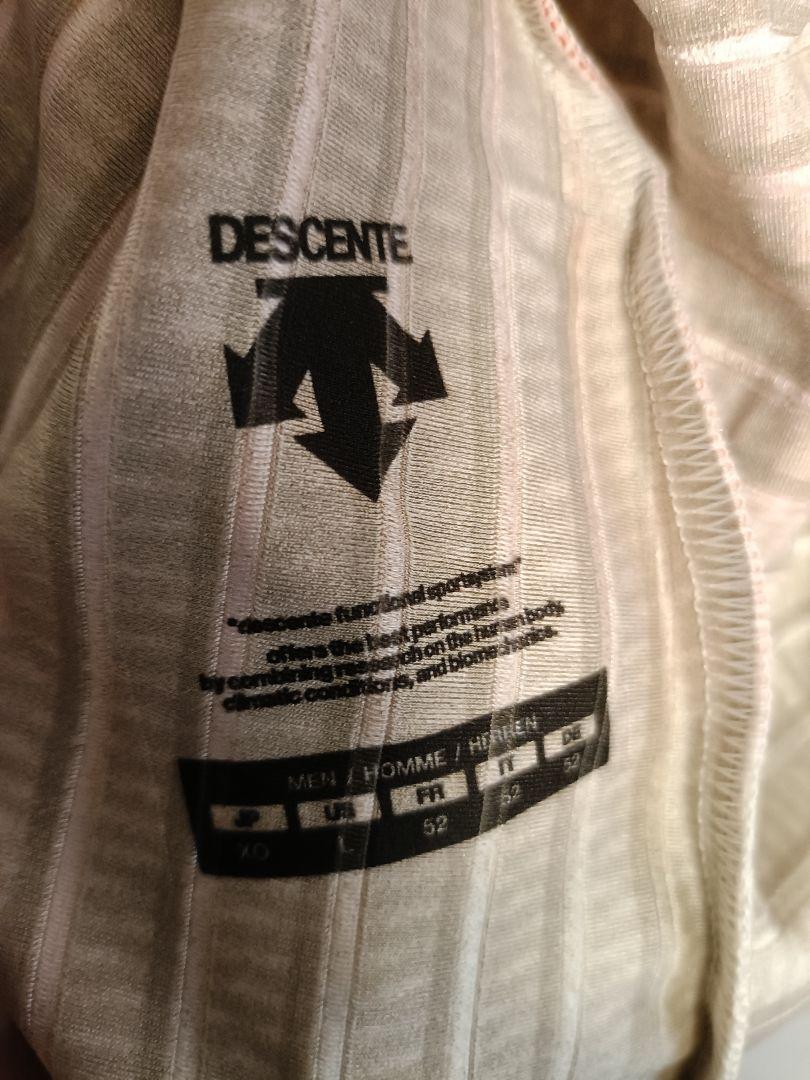 DESCENTE
"descente functional sportsystems"
offers the best performance
by combining research on the human body,
climatic conditions, and biomechanics.
MEN / HOMME / HERREN
JP US FR IT DE
XO L 52 52 52